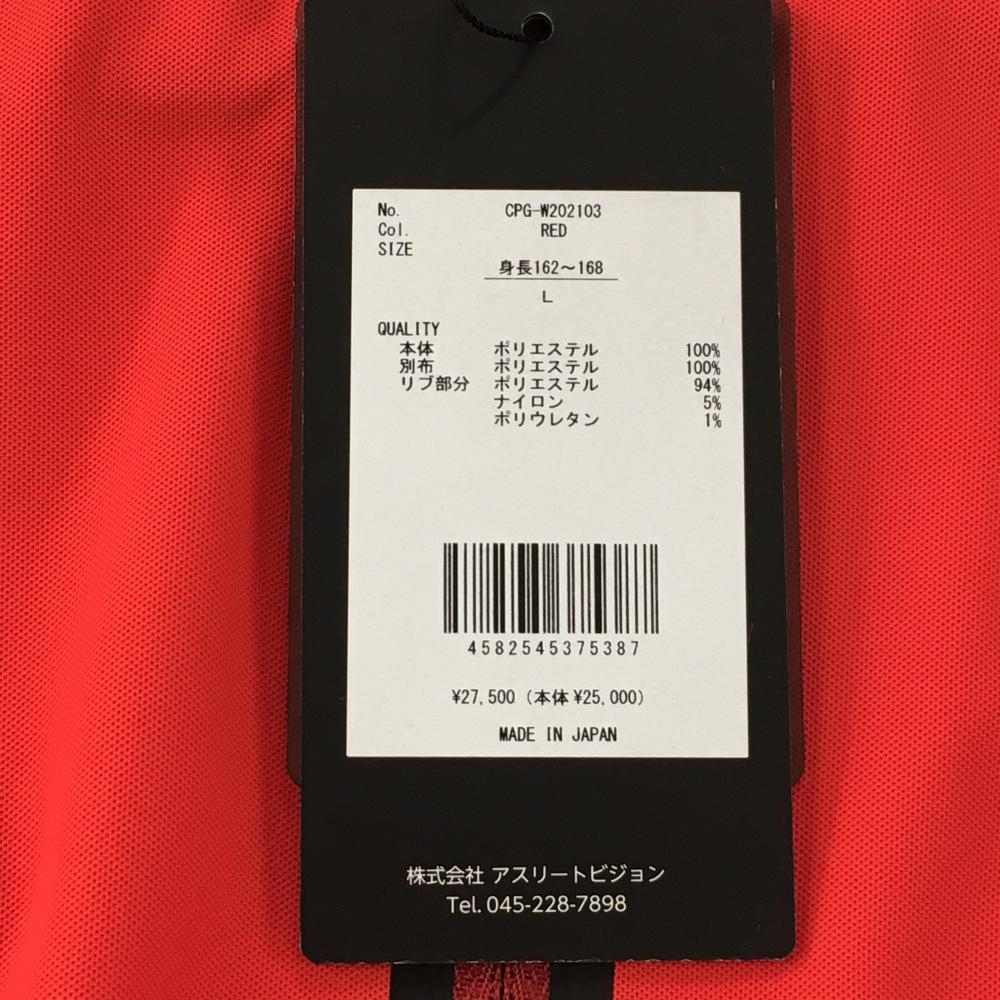 No. CPG-W202103
Col. RED
SIZE
身長162〜168
L
QUALITY
本体 ポリエステル 100%
別布 ポリエステル 100%
リブ部分 ポリエステル 94%
ナイロン 5%
ポリウレタン 1%
4582545375387
¥27,500 (本体 ¥25,000)
MADE IN JAPAN
株式会社 アスリートビジョン
Tel. 045-228-7898